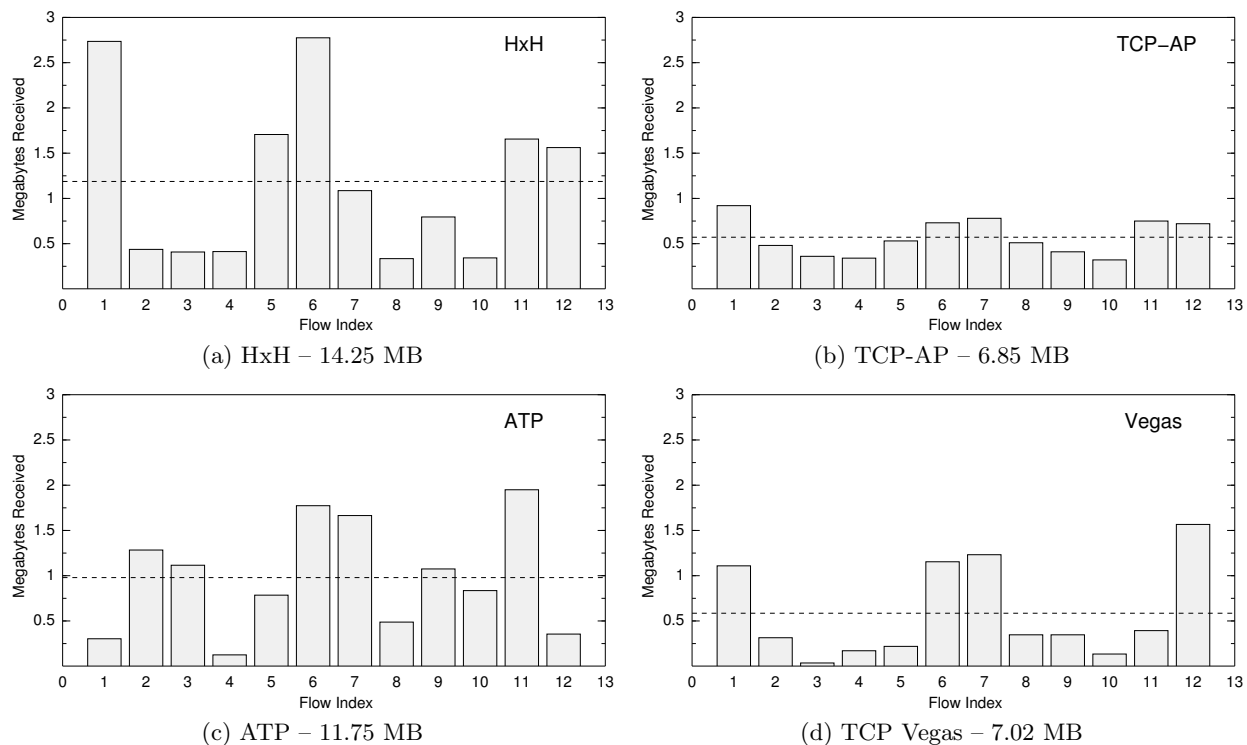 3
2.5
2
1.5
1
0.5
Megabytes Received
HxH
0 1 2 3 4 5 6 7 8 9 10 11 12 13
Flow Index
(a) HxH – 14.25 MB
3
2.5
2
1.5
1
0.5
Megabytes Received
TCP−AP
0 1 2 3 4 5 6 7 8 9 10 11 12 13
Flow Index
(b) TCP-AP – 6.85 MB
3
2.5
2
1.5
1
0.5
Megabytes Received
ATP
0 1 2 3 4 5 6 7 8 9 10 11 12 13
Flow Index
(c) ATP – 11.75 MB
3
2.5
2
1.5
1
0.5
Megabytes Received
Vegas
0 1 2 3 4 5 6 7 8 9 10 11 12 13
Flow Index
(d) TCP Vegas – 7.02 MB